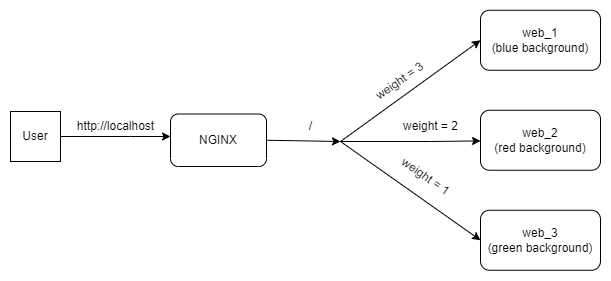 User
http://localhost
NGINX
/
weight = 3
web_1
(blue background)
weight = 2
web_2
(red background)
weight = 1
web_3
(green background)